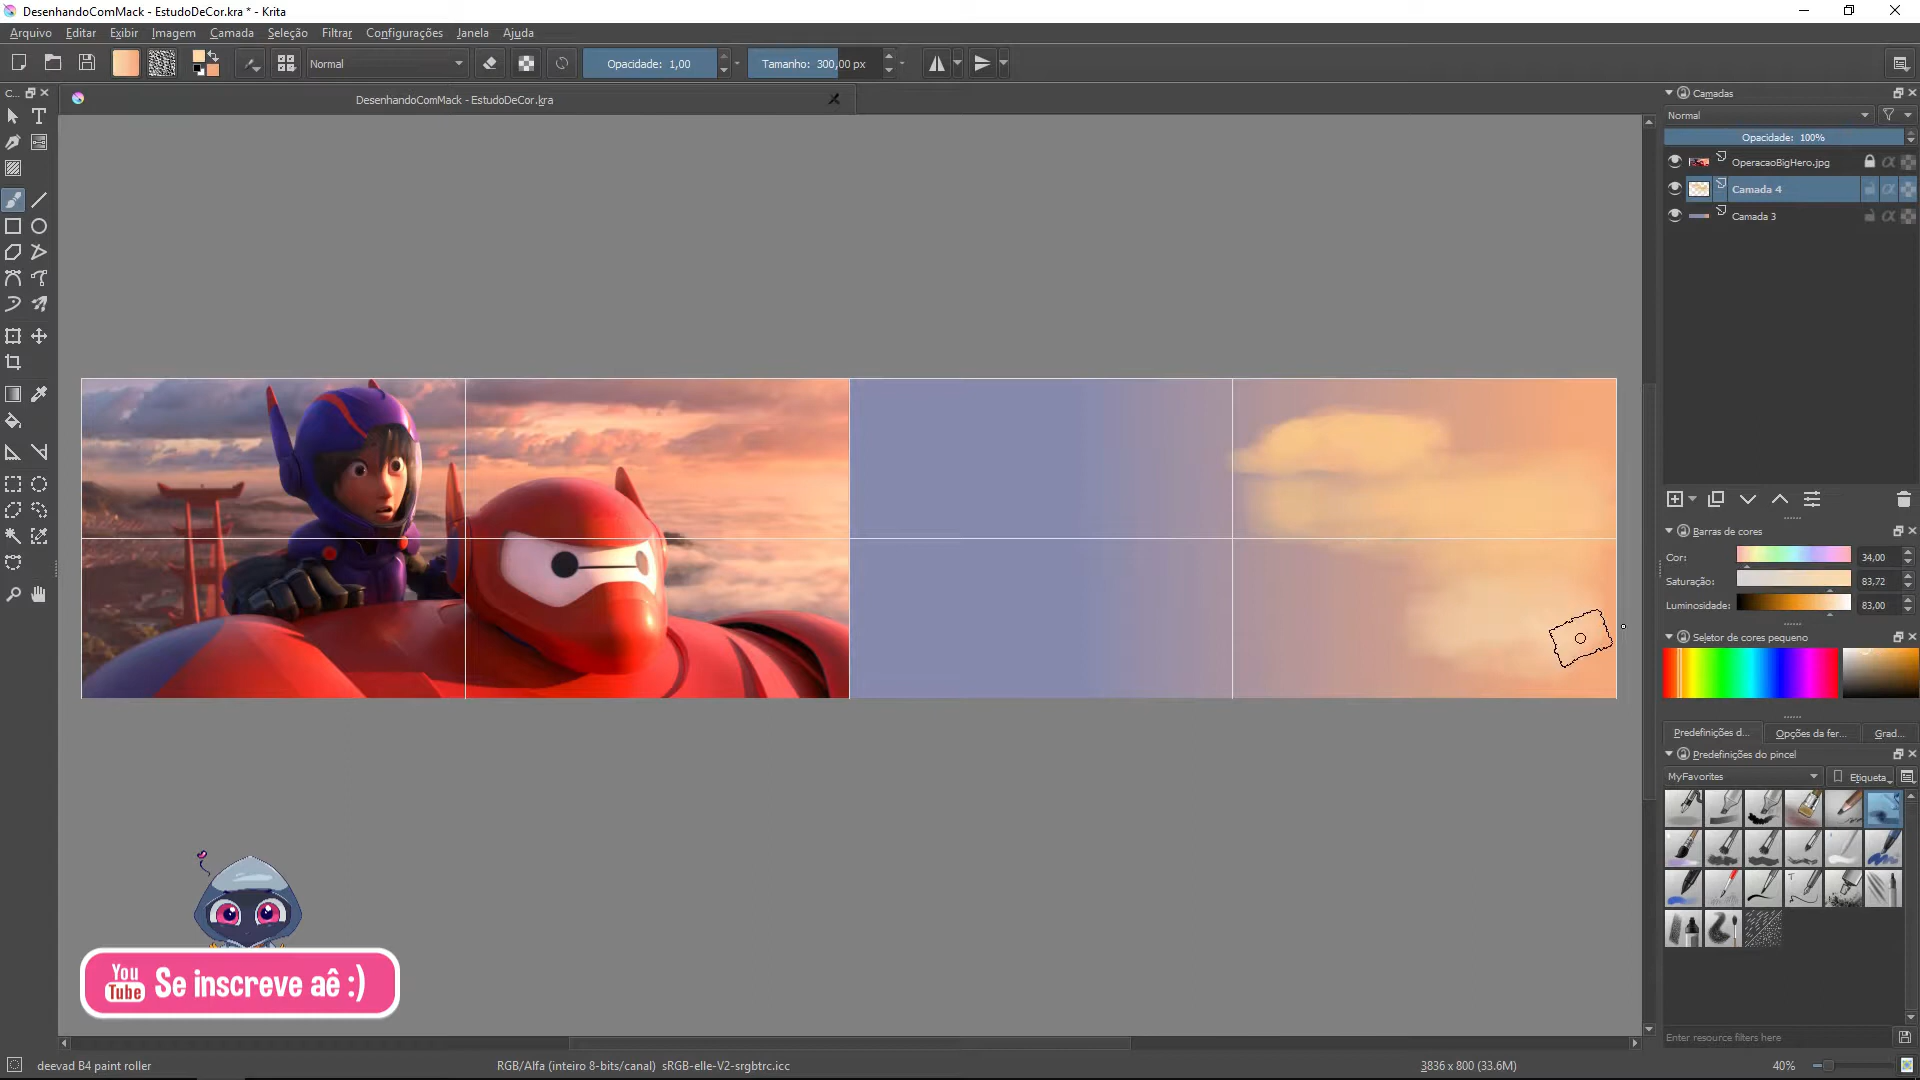 DesenhandoComMack - EstudoDeCor.kra * - Krita
Arquivo Editar Exibir Imagem Camada Seleção Filtrar Configurações Janela Ajuda
Normal Opacidade: 1,00 Tamanho: 300,00 px
C... DesenhandoComMack - EstudoDeCor.kra Camadas
Normal
Opacidade: 100%
OperacaoBigHero.jpg
Camada 4
Camada 3
Barras de cores
Cor: 34,00
Saturação: 83,72
Luminosidade: 83,00
Seletor de cores pequeno
Predefinições d... Opções da fer... Grad...
Predefinições do pincel
MyFavorites Etiqueta
You Tube Se inscreve aê :)
Enter resource filters here
deevad B4 paint roller RGB/Alfa (inteiro 8-bits/canal) sRGB-elle-V2-srgbtrc.icc 3836 x 800 (33.6M) 40%